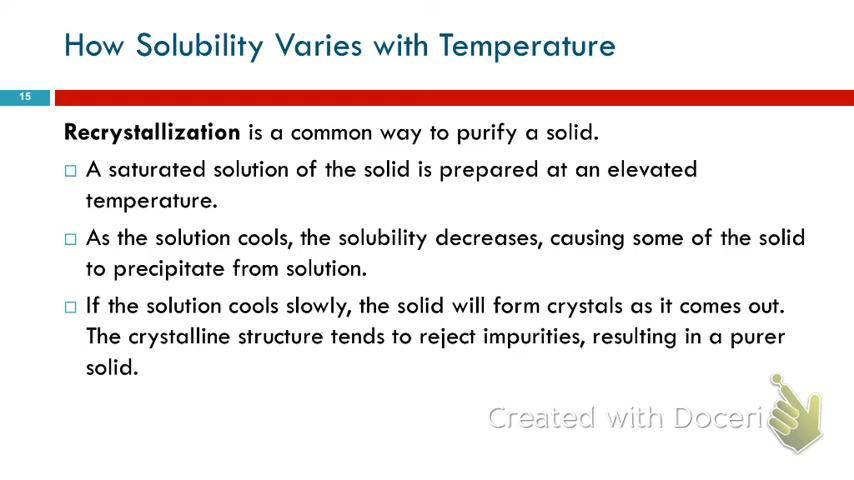 How Solubility Varies with Temperature
15
Recrystallization is a common way to purify a solid.
A saturated solution of the solid is prepared at an elevated
temperature.
As the solution cools, the solubility decreases, causing some of the solid
to precipitate from solution.
If the solution cools slowly, the solid will form crystals as it comes out.
The crystalline structure tends to reject impurities, resulting in a purer
solid.
Created with Doceri